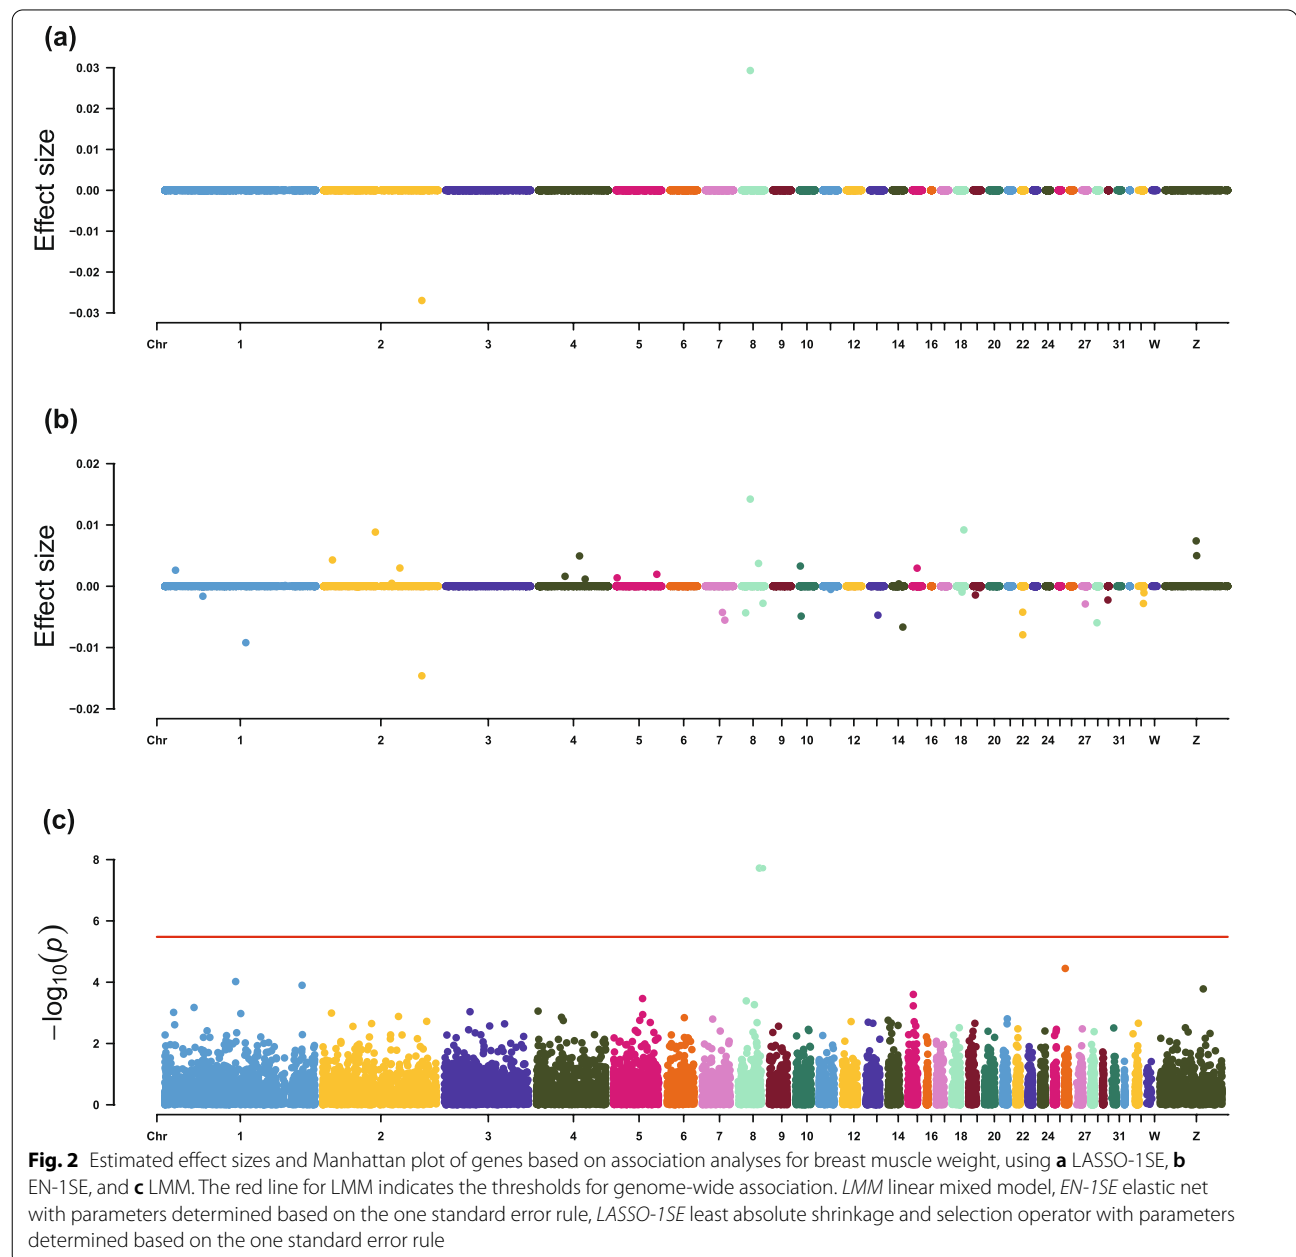 (a)
0.03
0.02
0.01
0.00
−0.01
−0.02
−0.03
Effect size
Chr 1 2 3 4 5 6 7 8 9 10 12 14 16 18 20 22 24 27 31 W Z
(b)
0.02
0.01
0.00
−0.01
−0.02
Effect size
Chr 1 2 3 4 5 6 7 8 9 10 12 14 16 18 20 22 24 27 31 W Z
(c)
8
6
4
2
0
−log10(p)
Chr 1 2 3 4 5 6 7 8 9 10 12 14 16 18 20 22 24 27 31 W Z
Fig. 2 Estimated effect sizes and Manhattan plot of genes based on association analyses for breast muscle weight, using a LASSO-1SE, b
EN-1SE, and c LMM. The red line for LMM indicates the thresholds for genome-wide association. LMM linear mixed model, EN-1SE elastic net
with parameters determined based on the one standard error rule, LASSO-1SE least absolute shrinkage and selection operator with parameters
determined based on the one standard error rule